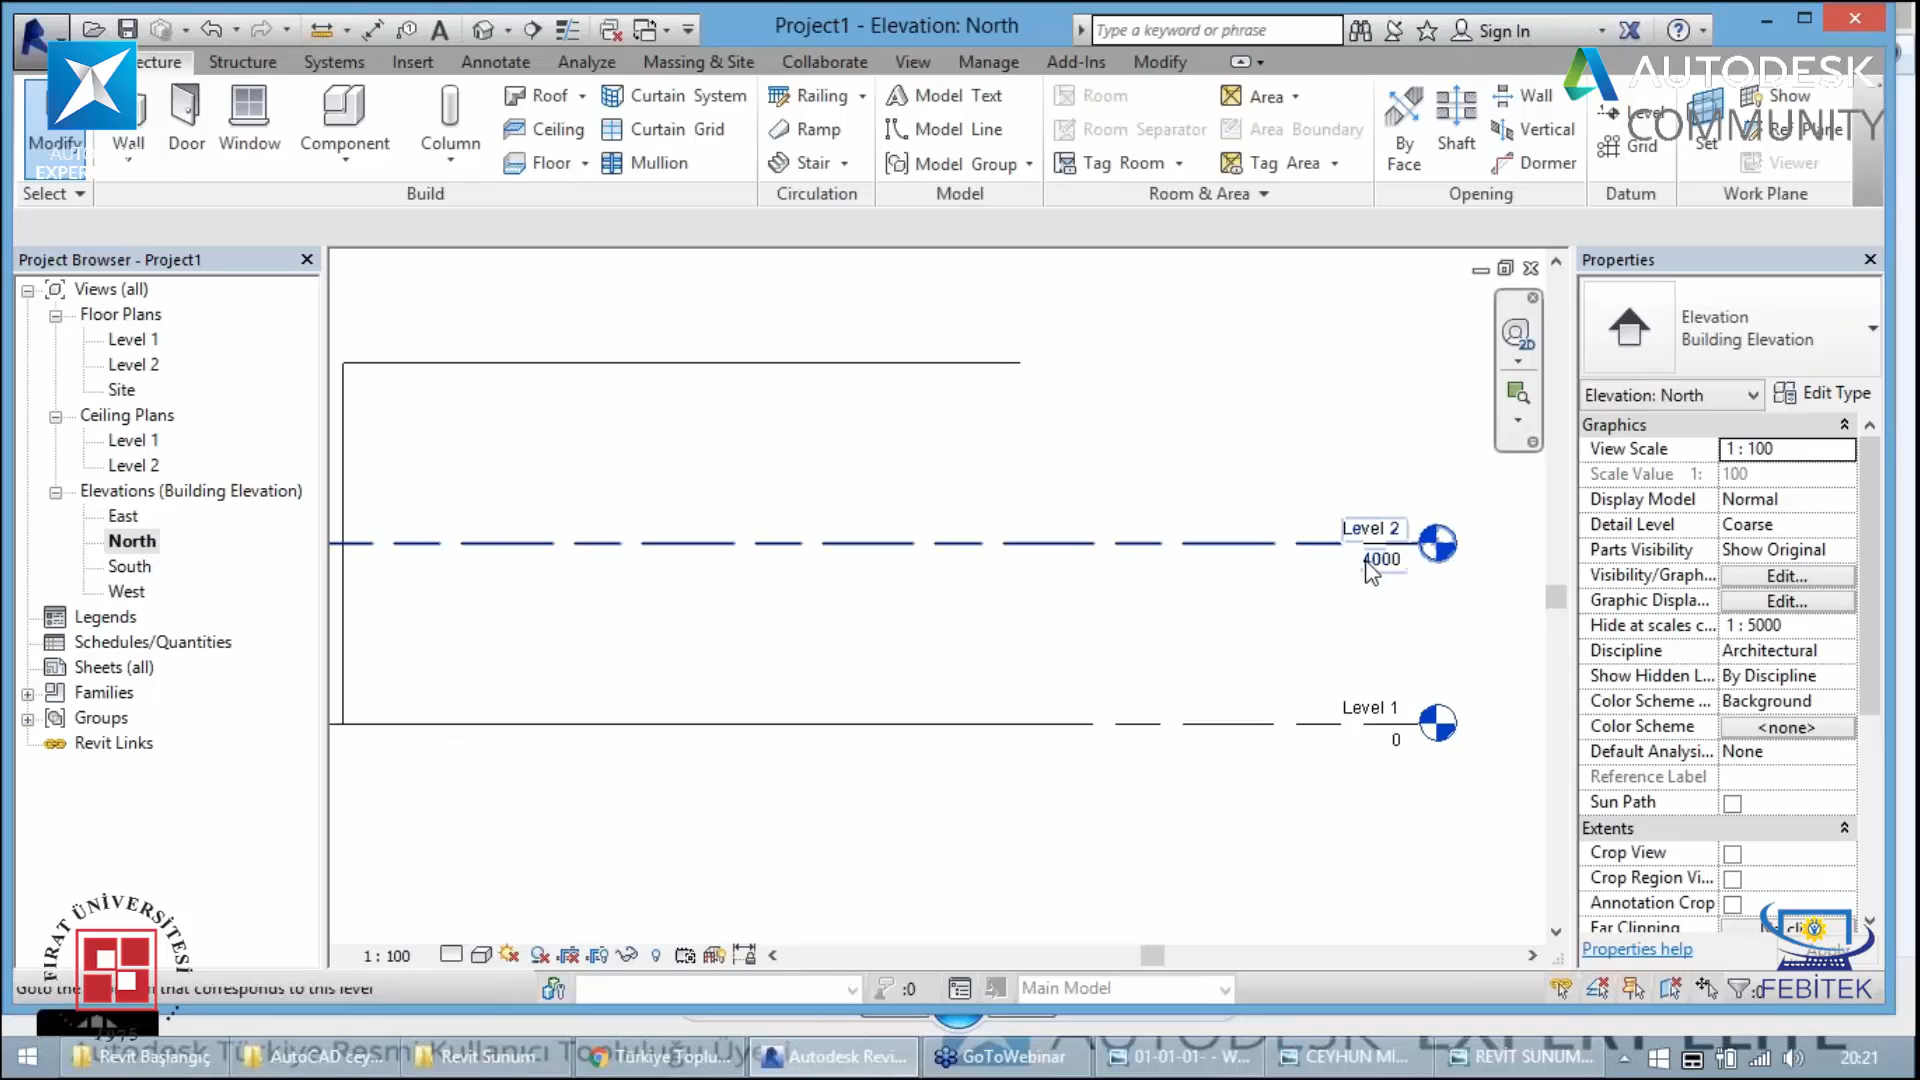 Project1 - Elevation: North
Type a keyword or phrase
Sign In
Structure
Systems
Insert
Annotate
Analyze
Massing & Site
Collaborate
View
Manage
Add-Ins
Modify
AUTODESK
COMMUNITY
Modify
Wall
Door
Window
Component
Column
Roof
Ceiling
Floor
Curtain System
Curtain Grid
Mullion
Railing
Ramp
Stair
Model Text
Model Line
Model Group
Room
Room Separator
Tag Room
Area
Area Boundary
Tag Area
By Face
Shaft
Wall
Vertical
Dormer
Level
Grid
Set
Show
Ref Plane
Viewer
Select
Build
Circulation
Model
Room & Area
Opening
Datum
Work Plane
Project Browser - Project1
Views (all)
Floor Plans
Level 1
Level 2
Site
Ceiling Plans
Level 1
Level 2
Elevations (Building Elevation)
East
North
South
West
Legends
Schedules/Quantities
Sheets (all)
Families
Groups
Revit Links
2D
Level 2
4000
Level 1
0
Properties
Elevation
Building Elevation
Elevation: North
Edit Type
Graphics
View Scale 1 : 100
Scale Value 1: 100
Display Model Normal
Detail Level Coarse
Parts Visibility Show Original
Visibility/Graph... Edit...
Graphic Displa... Edit...
Hide at scales c... 1 : 5000
Discipline Architectural
Show Hidden L... By Discipline
Color Scheme ... Background
Color Scheme <none>
Default Analysi... None
Reference Label
Sun Path
Extents
Crop View
Crop Region Vi...
Annotation Crop
Far Clipping
Properties help
1 : 100
:0
Main Model
FIRAT ÜNİVERSİTESİ
1975
FEBİTEK
Revit Başlangıç
AutoCAD cey...
Revit Sunum
Türkiye Toplu...
Autodesk Revi...
GoToWebinar
01-01-01- - W...
CEYHUN Mİ...
REVİT SUNUM...
20:21